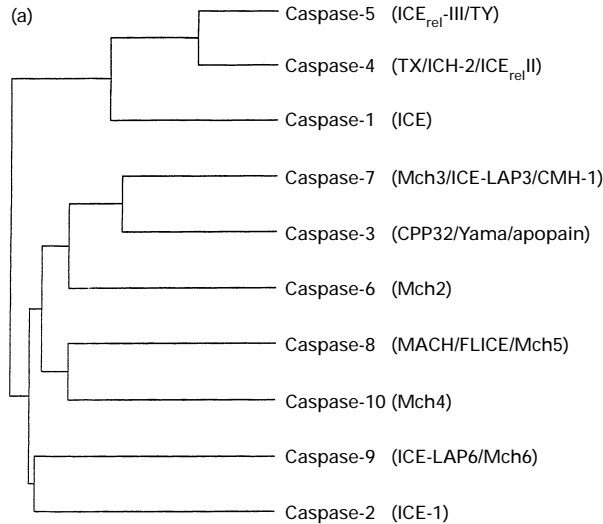 (a)
Caspase-5 (ICErel-III/TY)
Caspase-4 (TX/ICH-2/ICErelII)
Caspase-1 (ICE)
Caspase-7 (Mch3/ICE-LAP3/CMH-1)
Caspase-3 (CPP32/Yama/apopain)
Caspase-6 (Mch2)
Caspase-8 (MACH/FLICE/Mch5)
Caspase-10 (Mch4)
Caspase-9 (ICE-LAP6/Mch6)
Caspase-2 (ICE-1)